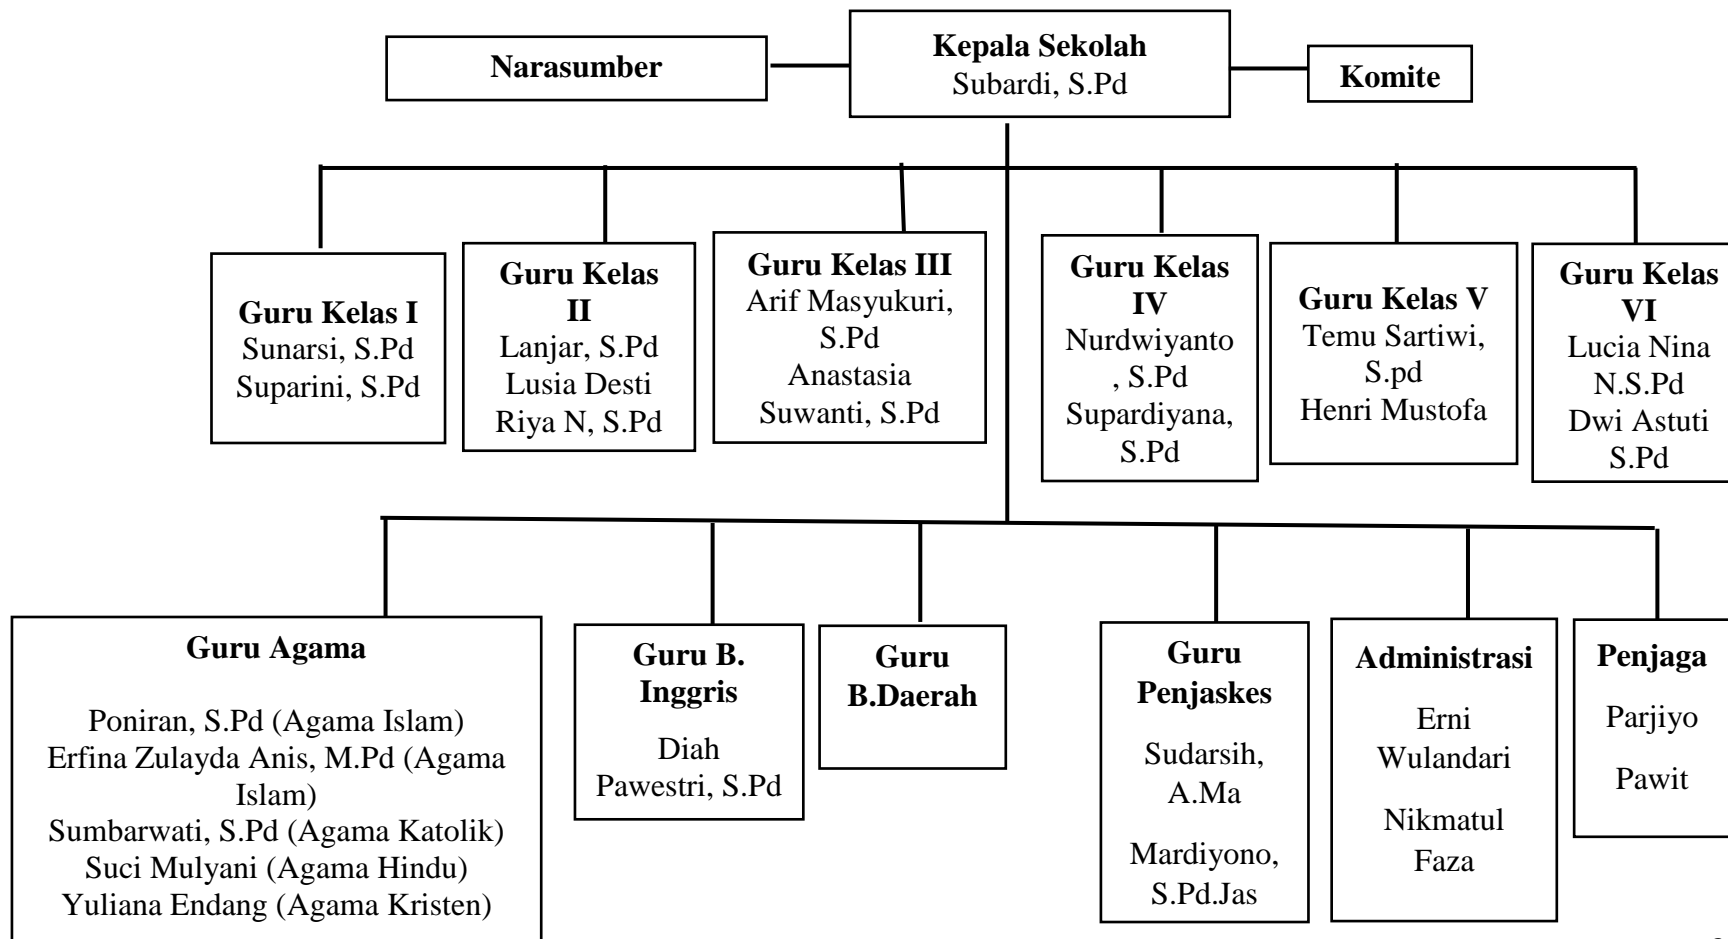 Narasumber
Kepala Sekolah
Subardi, S.Pd
Komite
Guru Kelas I
Sunarsi, S.Pd
Suparini, S.Pd
Guru Kelas
II
Lanjar, S.Pd
Lusia Desti
Riya N, S.Pd
Guru Kelas III
Arif Masyukuri,
S.Pd
Anastasia
Suwanti, S.Pd
Guru Kelas
IV
Nurdwiyanto
, S.Pd
Supardiyana,
S.Pd
Guru Kelas V
Temu Sartiwi,
S.pd
Henri Mustofa
Guru Kelas
VI
Lucia Nina
N.S.Pd
Dwi Astuti
S.Pd
Guru Agama
Poniran, S.Pd (Agama Islam)
Erfina Zulayda Anis, M.Pd (Agama
Islam)
Sumbarwati, S.Pd (Agama Katolik)
Suci Mulyani (Agama Hindu)
Yuliana Endang (Agama Kristen)
Guru B.
Inggris
Diah
Pawestri, S.Pd
Guru
B.Daerah
Guru
Penjaskes
Sudarsih,
A.Ma
Mardiyono,
S.Pd.Jas
Administrasi
Erni
Wulandari
Nikmatul
Faza
Penjaga
Parjiyo
Pawit